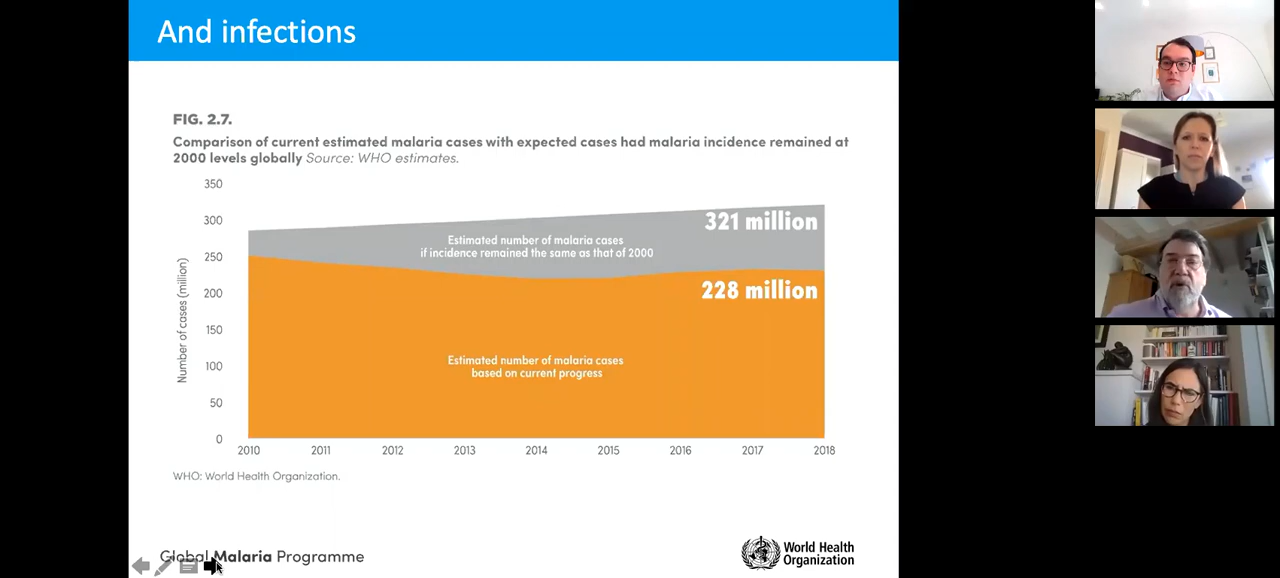 And infections
FIG. 2.7.
Comparison of current estimated malaria cases with expected cases had malaria incidence remained at
2000 levels globally Source: WHO estimates.
Number of cases (million)
350
300
250
200
150
100
50
0
321 million
Estimated number of malaria cases
if incidence remained the same as that of 2000
228 million
Estimated number of malaria cases
based on current progress
2010 2011 2012 2013 2014 2015 2016 2017 2018
WHO: World Health Organization.
Global Malaria Programme
World Health
Organization